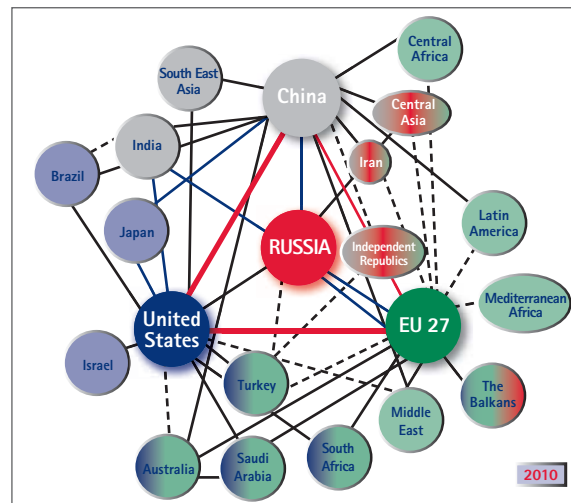 Central
Africa
South East
Asia
China
Central
Asia
India
Iran
Brazil
Latin
America
Japan
RUSSIA
Independent
Republics
Mediterranean
Africa
United
States
EU 27
Israel
Turkey
The
Balkans
Middle
East
Australia
Saudi
Arabia
South
Africa
2010